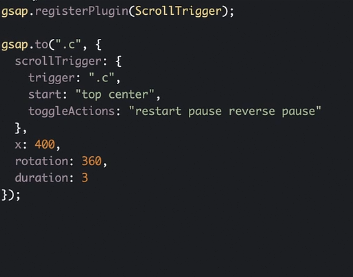 gsap.registerPlugin(ScrollTrigger);
gsap.to(".c", {
scrollTrigger: {
trigger: ".c",
start: "top center",
toggleActions: "restart pause reverse pause"
},
x: 400,
rotation: 360,
duration: 3
});